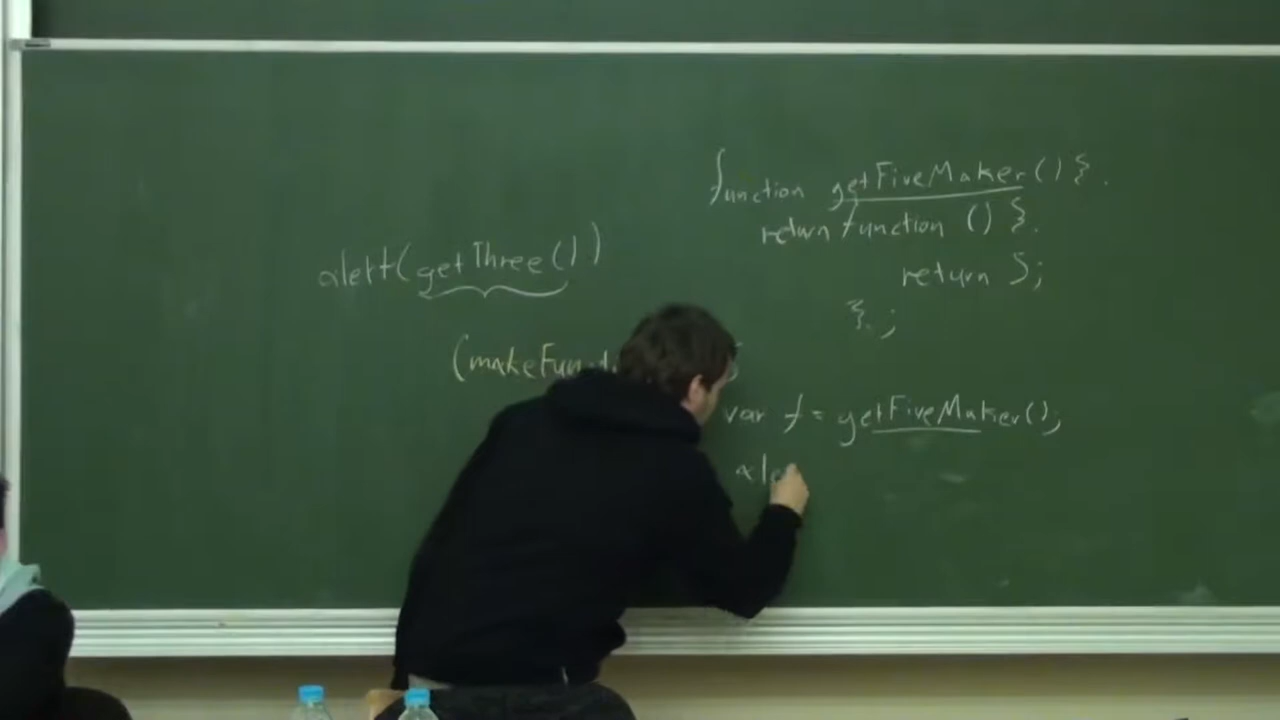 alert(getThree())
(makeFun
function getFiveMaker() {
return function () {
return 5;
};
var f = getFiveMaker();
ale